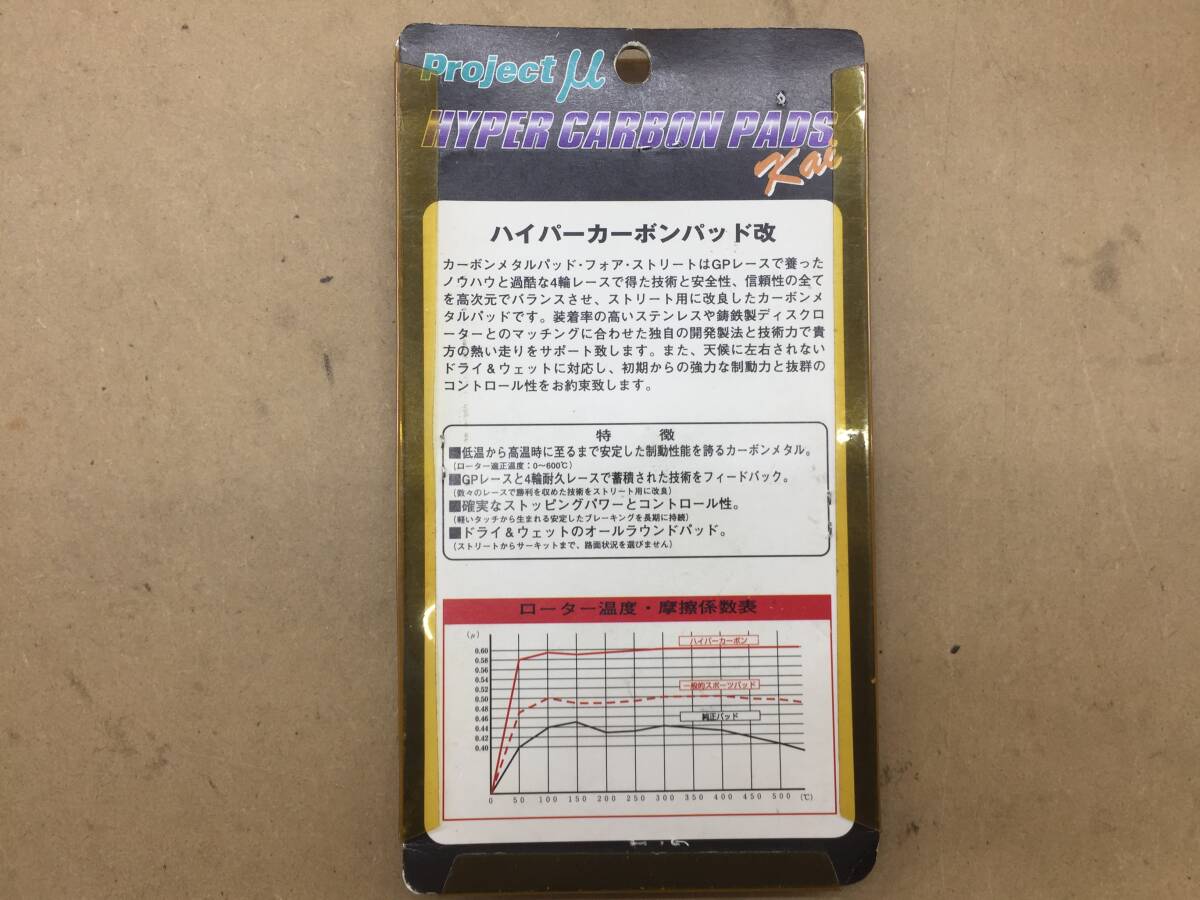 Project μ
HYPER CARBON PADS
Kai
ハイパーカーボンパッド改
カーボンメタルパッド・フォア・ストリートはGPレースで養った
ノウハウと過酷な4輪レースで得た技術と安全性、信頼性の全て
を高次元でバランスさせ、ストリート用に改良したカーボンメ
タルパッドです。装着率の高いステンレスや鋳鉄製ディスクロ
ーターとのマッチングに合わせた独自の開発製法と技術力で貴
方の熱い走りをサポート致します。また、天候に左右されない
ドライ&ウェットに対応し、初期からの強力な制動力と抜群の
コントロール性をお約束致します。
特 徴
■低温から高温時に至るまで安定した制動性能を誇るカーボンメタル。
(ローター適正温度:0〜600℃)
■GPレースと4輪耐久レースで蓄積された技術をフィードバック。
(数々のレースで勝利を収めた技術をストリート用に改良)
■確実なストッピングパワーとコントロール性。
(軽いタッチから生まれる安定したブレーキングを長期に持続)
■ドライ&ウェットのオールラウンドパッド。
(ストリートからサーキットまで、路面状況を選びません)
ローター温度・摩擦係数表
(μ)
ハイパーカーボン
0.60
0.58
0.56
0.54
0.52
一般的スポーツパッド
0.50
0.48
0.46
純正パッド
0.44
0.42
0.40
0 50 100 150 200 250 300 350 400 450 500 (℃)